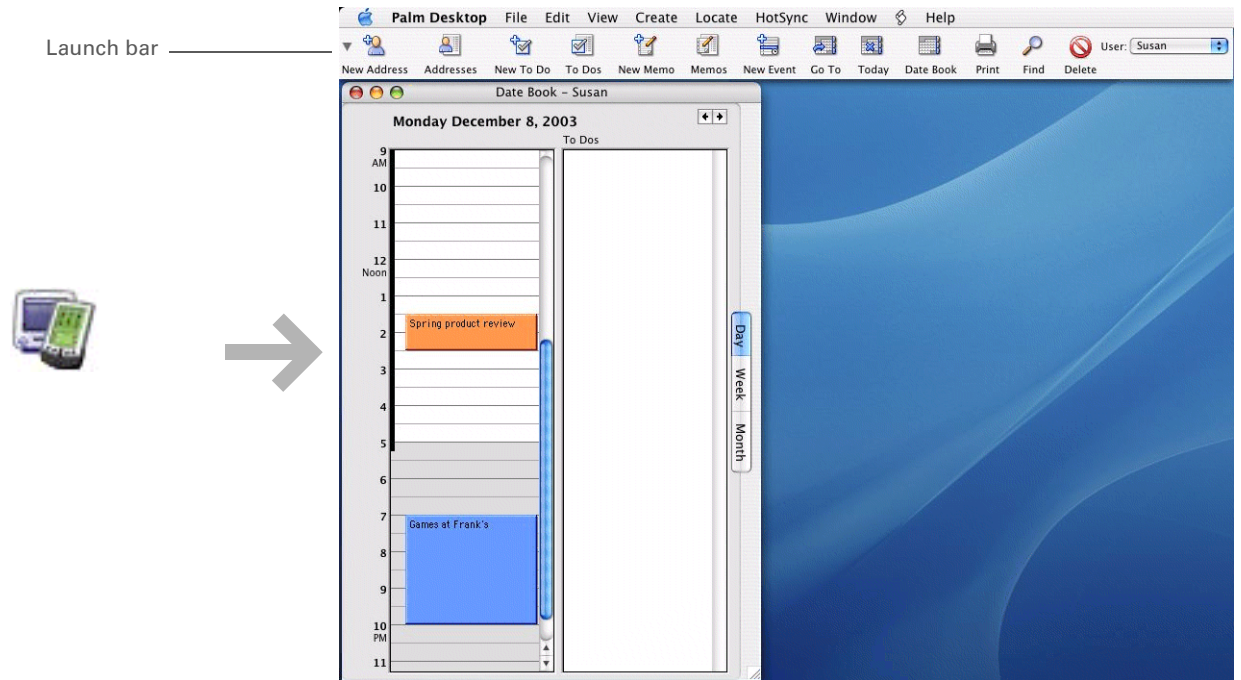 Palm Desktop File Edit View Create Locate HotSync Window Help
Launch bar
User: Susan
New Address Addresses New To Do To Dos New Memo Memos New Event Go To Today Date Book Print Find Delete
Date Book – Susan
Monday December 8, 2003
To Dos
9
AM
10
11
12
Noon
1
Spring product review
2
3
4
5
6
7
Games at Frank's
8
9
10
PM
11
Day
Week
Month